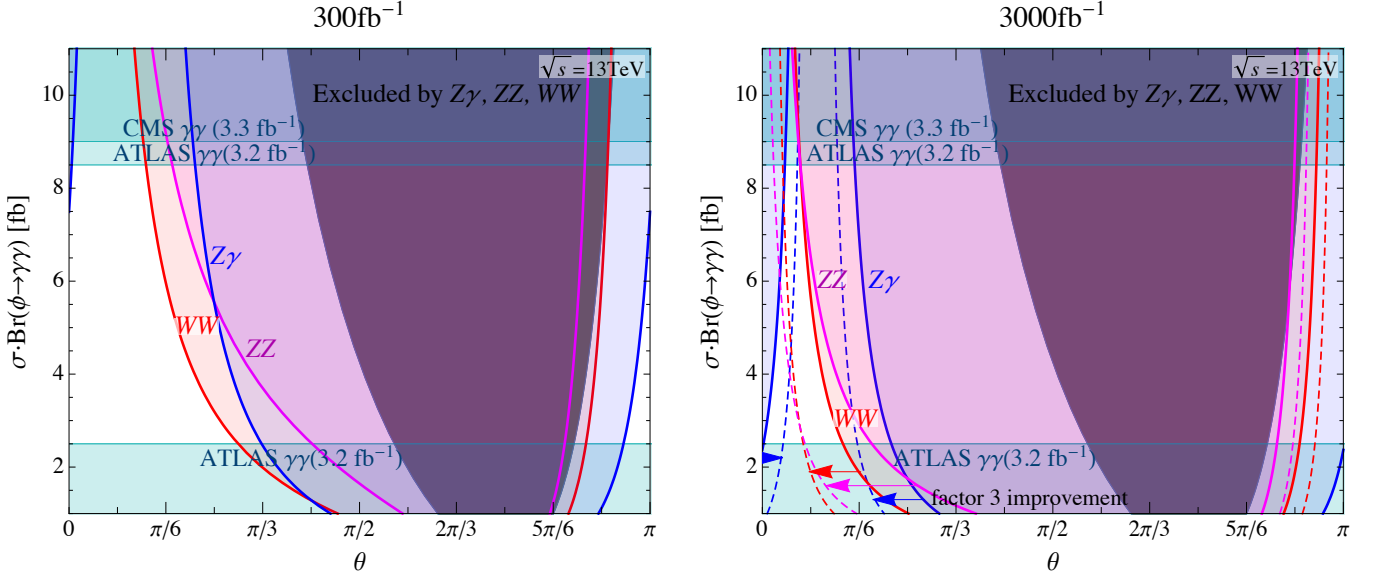 300fb⁻¹
√s=13TeV
Excluded by Zγ, ZZ, WW
CMS γγ (3.3 fb⁻¹)
ATLAS γγ(3.2 fb⁻¹)
Zγ
WW
ZZ
ATLAS γγ(3.2 fb⁻¹)
σ·Br(ϕ→γγ) [fb]
10
8
6
4
2
0 π/6 π/3 π/2 2π/3 5π/6 π
θ
3000fb⁻¹
√s=13TeV
Excluded by Zγ, ZZ, WW
CMS γγ (3.3 fb⁻¹)
ATLAS γγ(3.2 fb⁻¹)
ZZ Zγ
WW
ATLAS γγ(3.2 fb⁻¹)
factor 3 improvement
σ·Br(ϕ→γγ) [fb]
10
8
6
4
2
0 π/6 π/3 π/2 2π/3 5π/6 π
θ